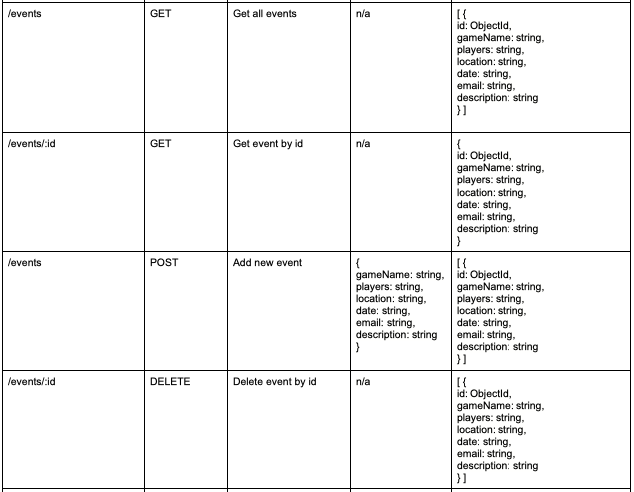 /events GET Get all events n/a [ {
id: ObjectId,
gameName: string,
players: string,
location: string,
date: string,
email: string,
description: string
} ]
/events/:id GET Get event by id n/a {
id: ObjectId,
gameName: string,
players: string,
location: string,
date: string,
email: string,
description: string
}
/events POST Add new event { [ {
gameName: string, id: ObjectId,
players: string, gameName: string,
location: string, players: string,
date: string, location: string,
email: string, date: string,
description: string email: string,
} description: string
} ]
/events/:id DELETE Delete event by id n/a [ {
id: ObjectId,
gameName: string,
players: string,
location: string,
date: string,
email: string,
description: string
} ]